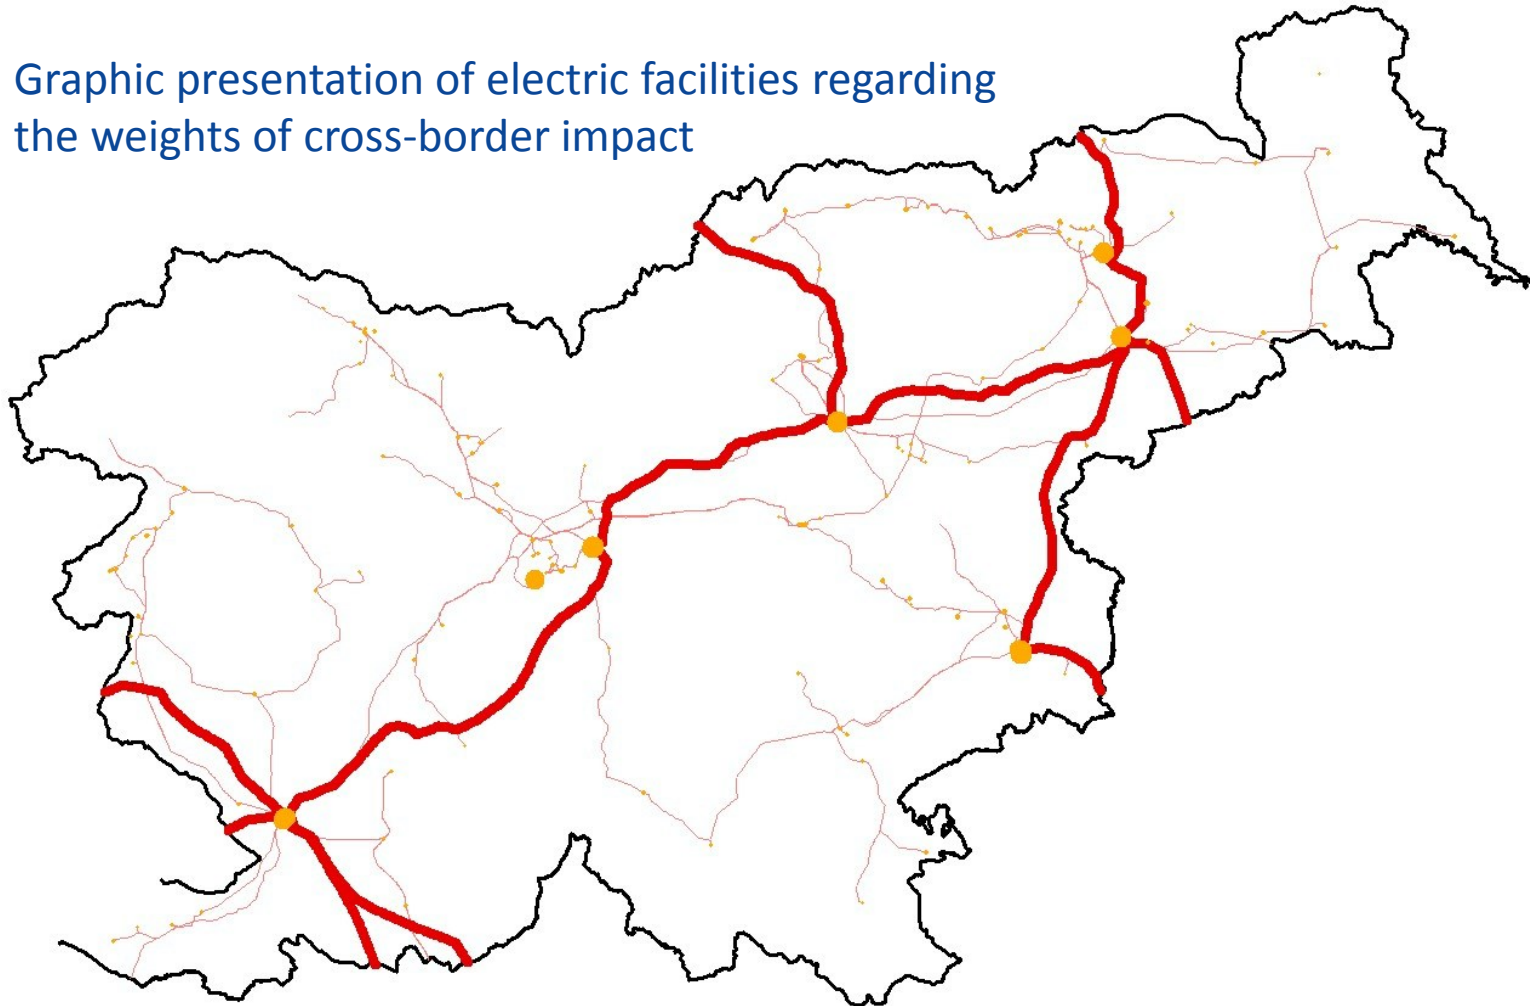 Graphic presentation of electric facilities regarding
the weights of cross-border impact